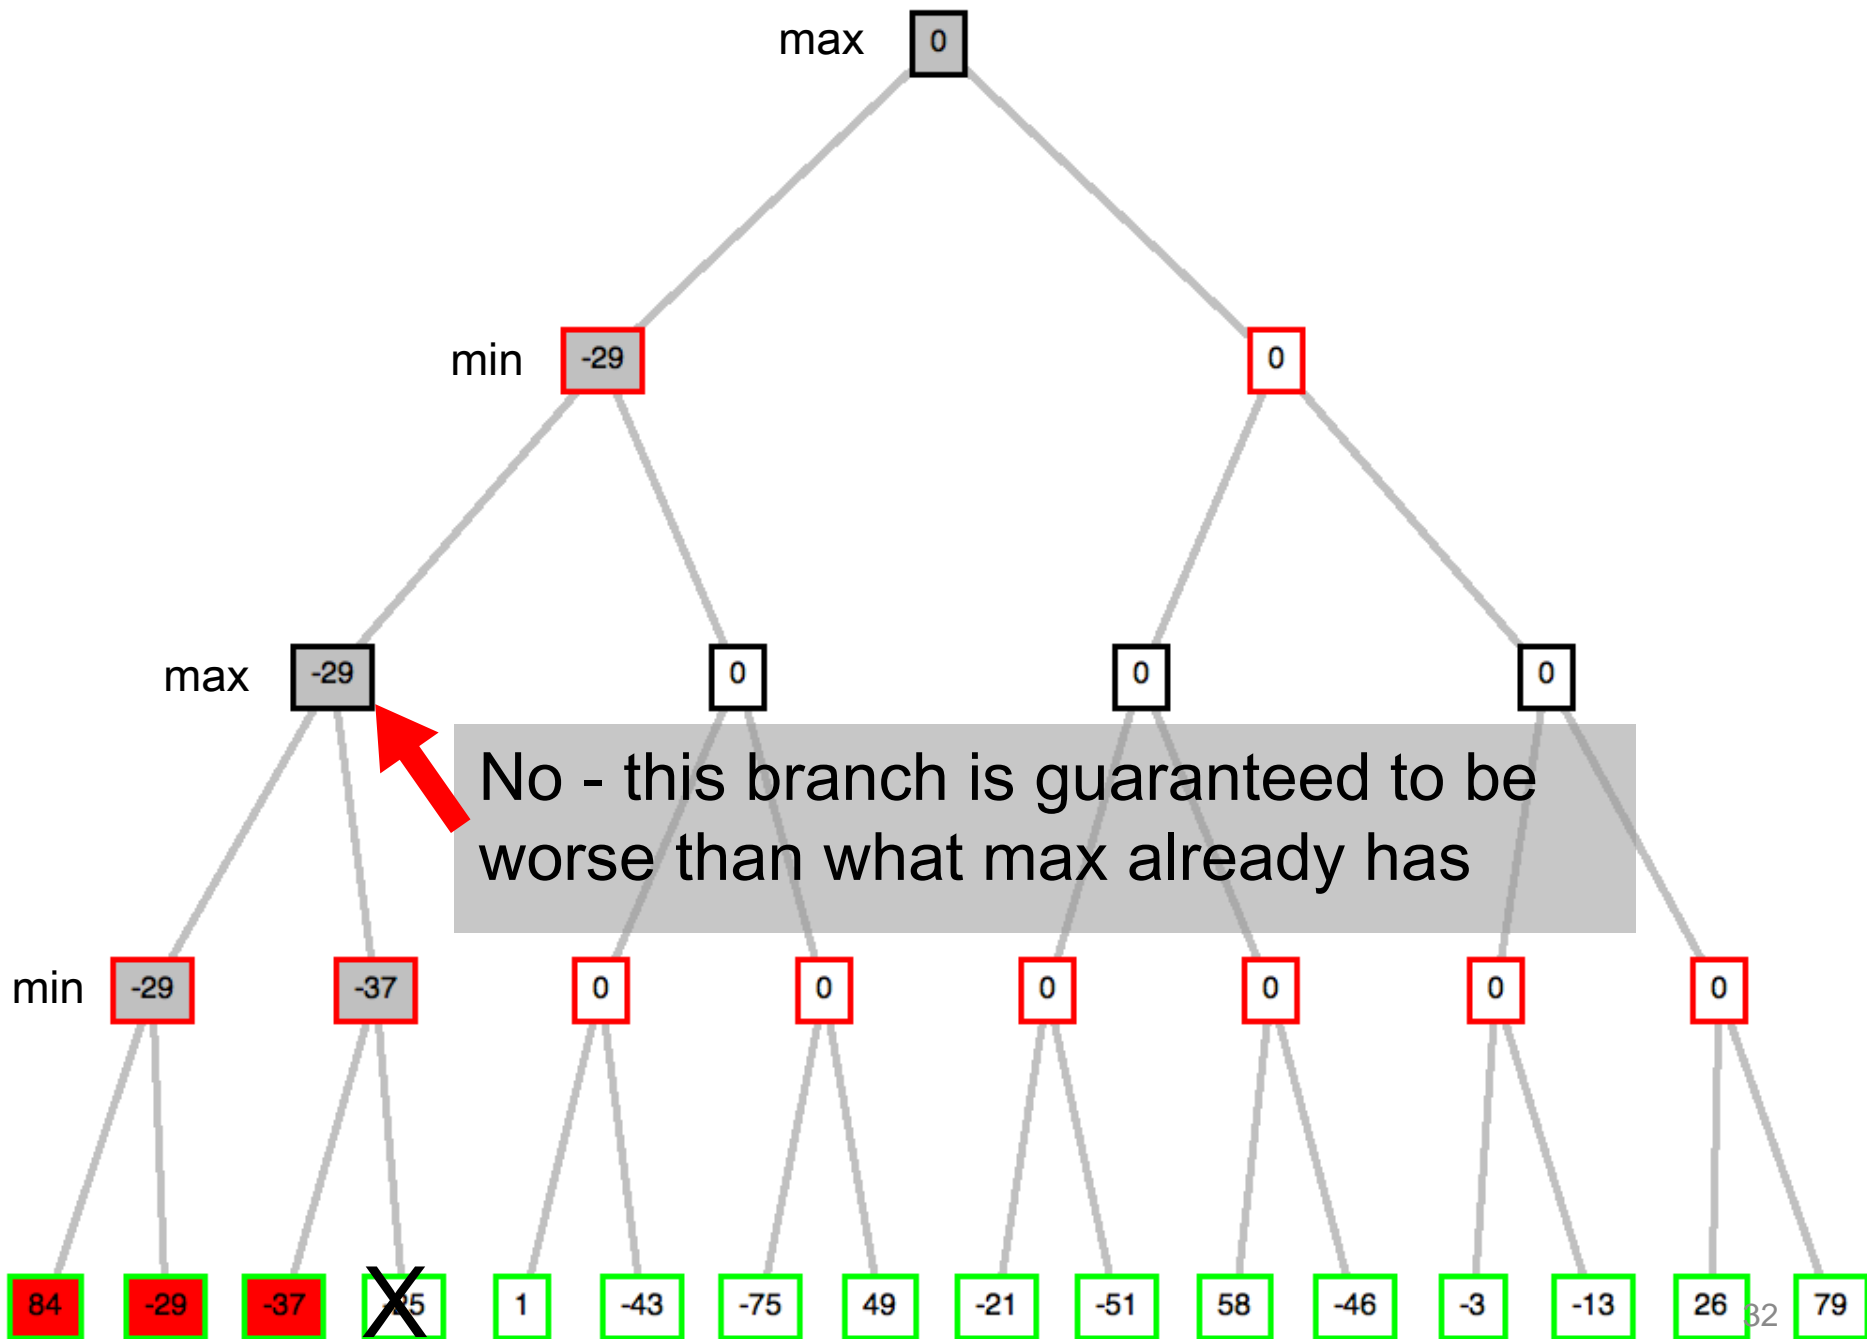 max 0
min -29 0
max -29 0 0 0
No - this branch is guaranteed to be
worse than what max already has
min -29 -37 0 0 0 0 0 0
84 -29 -37 X 1 -43 -75 49 -21 -51 58 -46 -3 -13 26 79
32